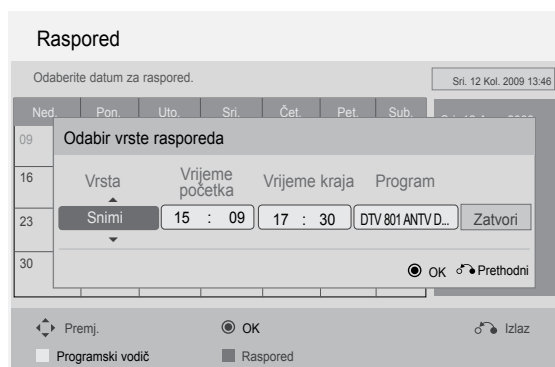 Raspored
Odaberite datum za raspored.
Sri. 12 Kol. 2009 13:46
Ned. Pon. Uto. Sri. Čet. Pet. Sub.
09
Odabir vrste rasporeda
16
Vrsta Vrijeme početka Vrijeme kraja Program
23
Snimi 15 : 09 17 : 30 DTV 801 ANTV D... Zatvori
30
OK Prethodni
Premj. OK Izlaz
Programski vodič Raspored